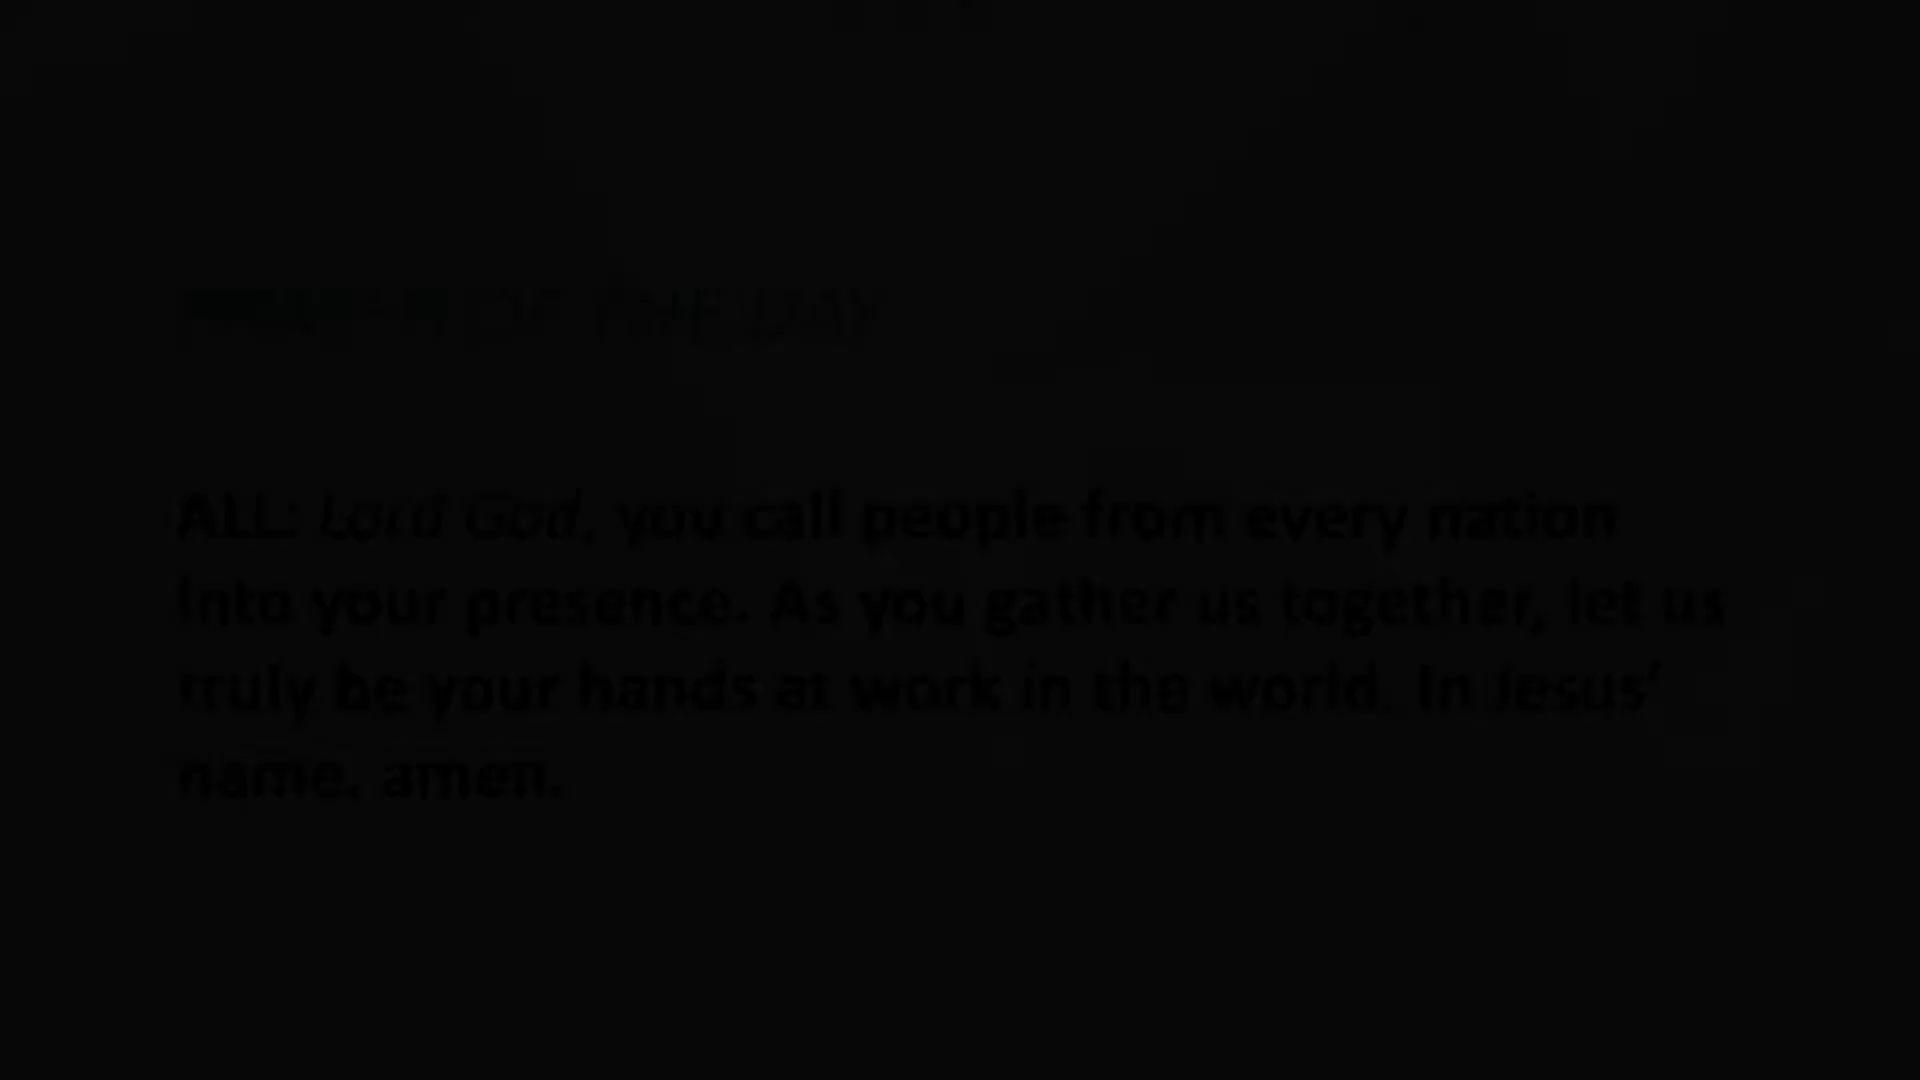 PRAYER OF THE DAY
ALL: Lord God, you call people from every nation
into your presence. As you gather us together, let us
truly be your hands at work in the world. In Jesus'
name, amen.